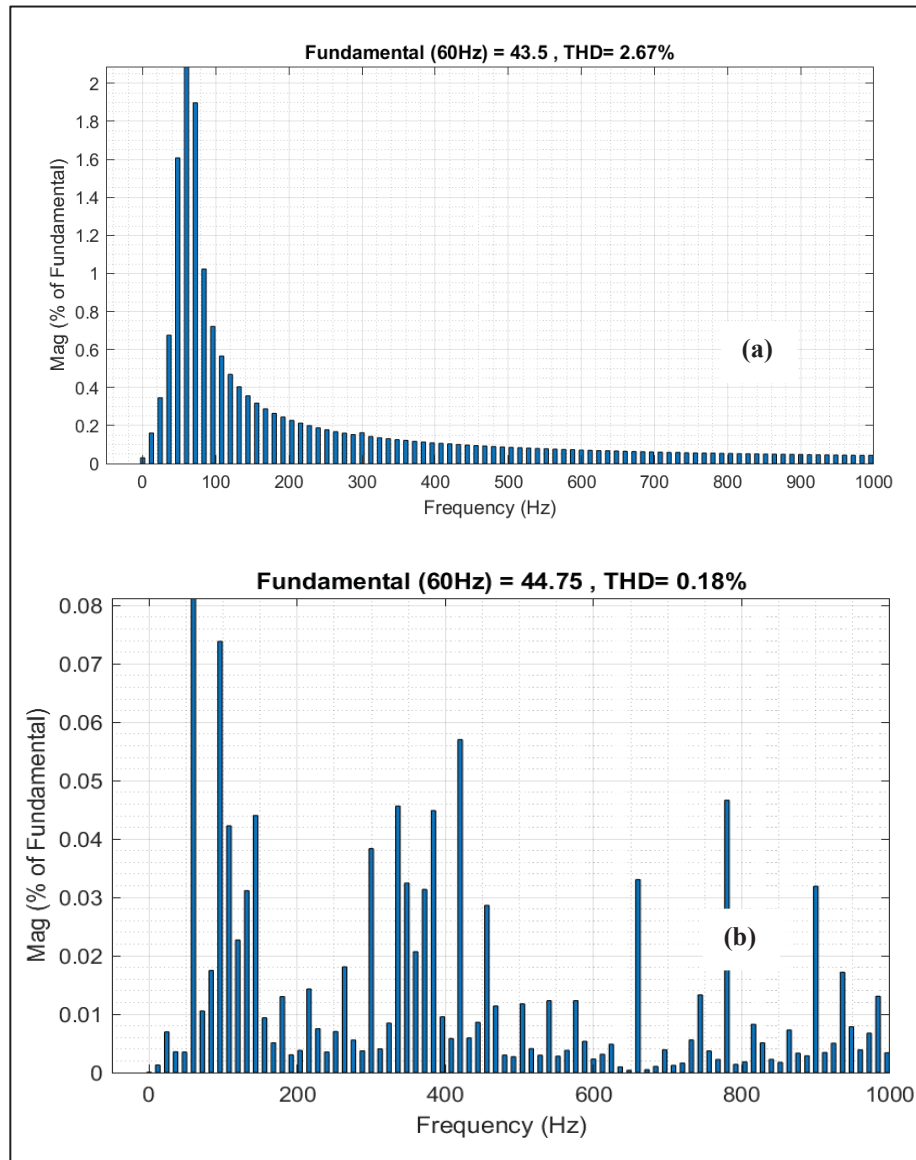 Fundamental (60Hz) = 43.5 , THD= 2.67%
Mag (% of Fundamental)
2
1.8
1.6
1.4
1.2
1
0.8
0.6
0.4
0.2
0
(a)
0 100 200 300 400 500 600 700 800 900 1000
Frequency (Hz)
Fundamental (60Hz) = 44.75 , THD= 0.18%
Mag (% of Fundamental)
0.08
0.07
0.06
0.05
0.04
0.03
0.02
0.01
0
(b)
0 200 400 600 800 1000
Frequency (Hz)